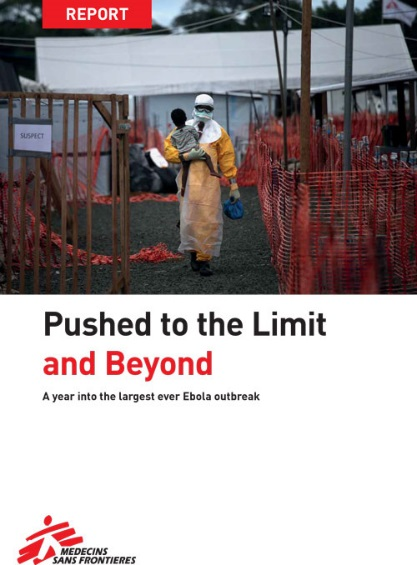 REPORT
SUSPECT
Pushed to the Limit
and Beyond
A year into the largest ever Ebola outbreak
MEDECINS
SANS FRONTIERES